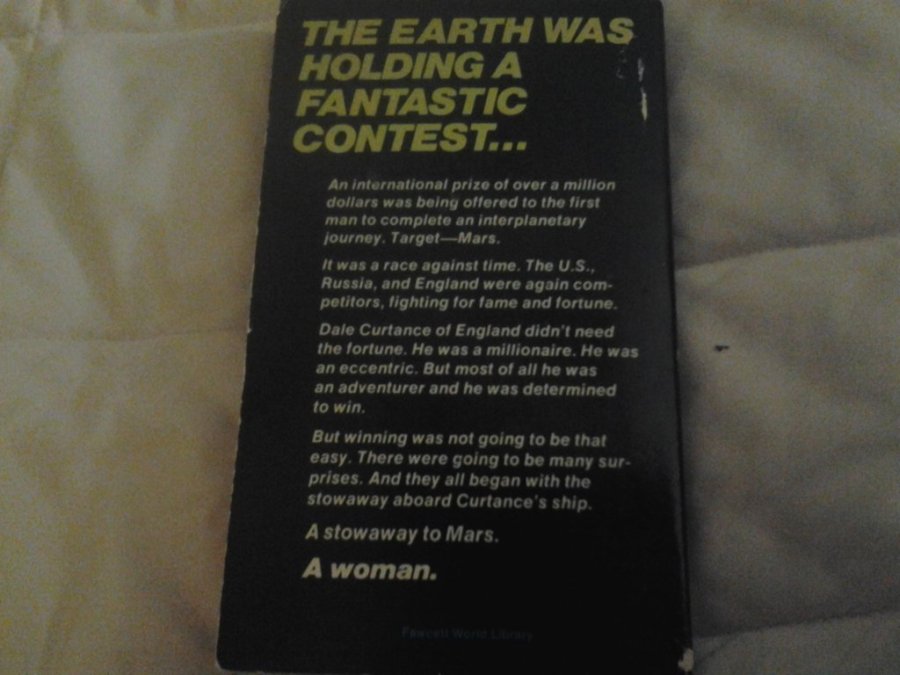 THE EARTH WAS
HOLDING A
FANTASTIC
CONTEST...
An international prize of over a million
dollars was being offered to the first
man to complete an interplanetary
journey. Target—Mars.
It was a race against time. The U.S.,
Russia, and England were again com-
petitors, fighting for fame and fortune.
Dale Curtance of England didn't need
the fortune. He was a millionaire. He was
an eccentric. But most of all he was
an adventurer and he was determined
to win.
But winning was not going to be that
easy. There were going to be many sur-
prises. And they all began with the
stowaway aboard Curtance's ship.
A stowaway to Mars.
A woman.
Fawcett World Library